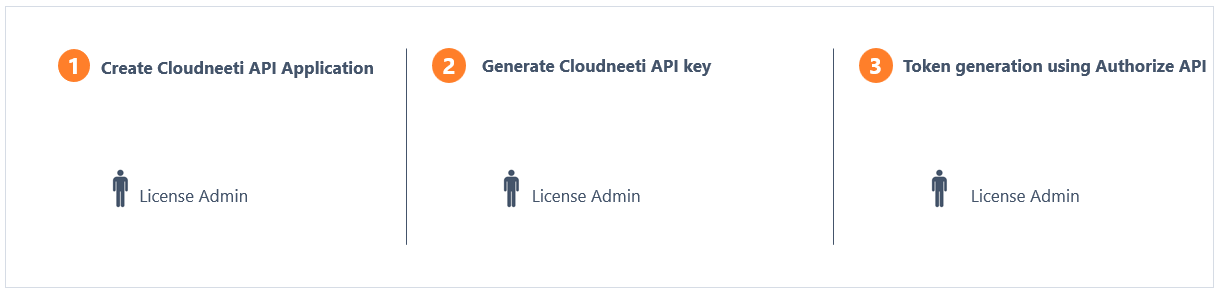 1 Create Cloudneeti API Application
License Admin
2 Generate Cloudneeti API key
License Admin
3 Token generation using Authorize API
License Admin